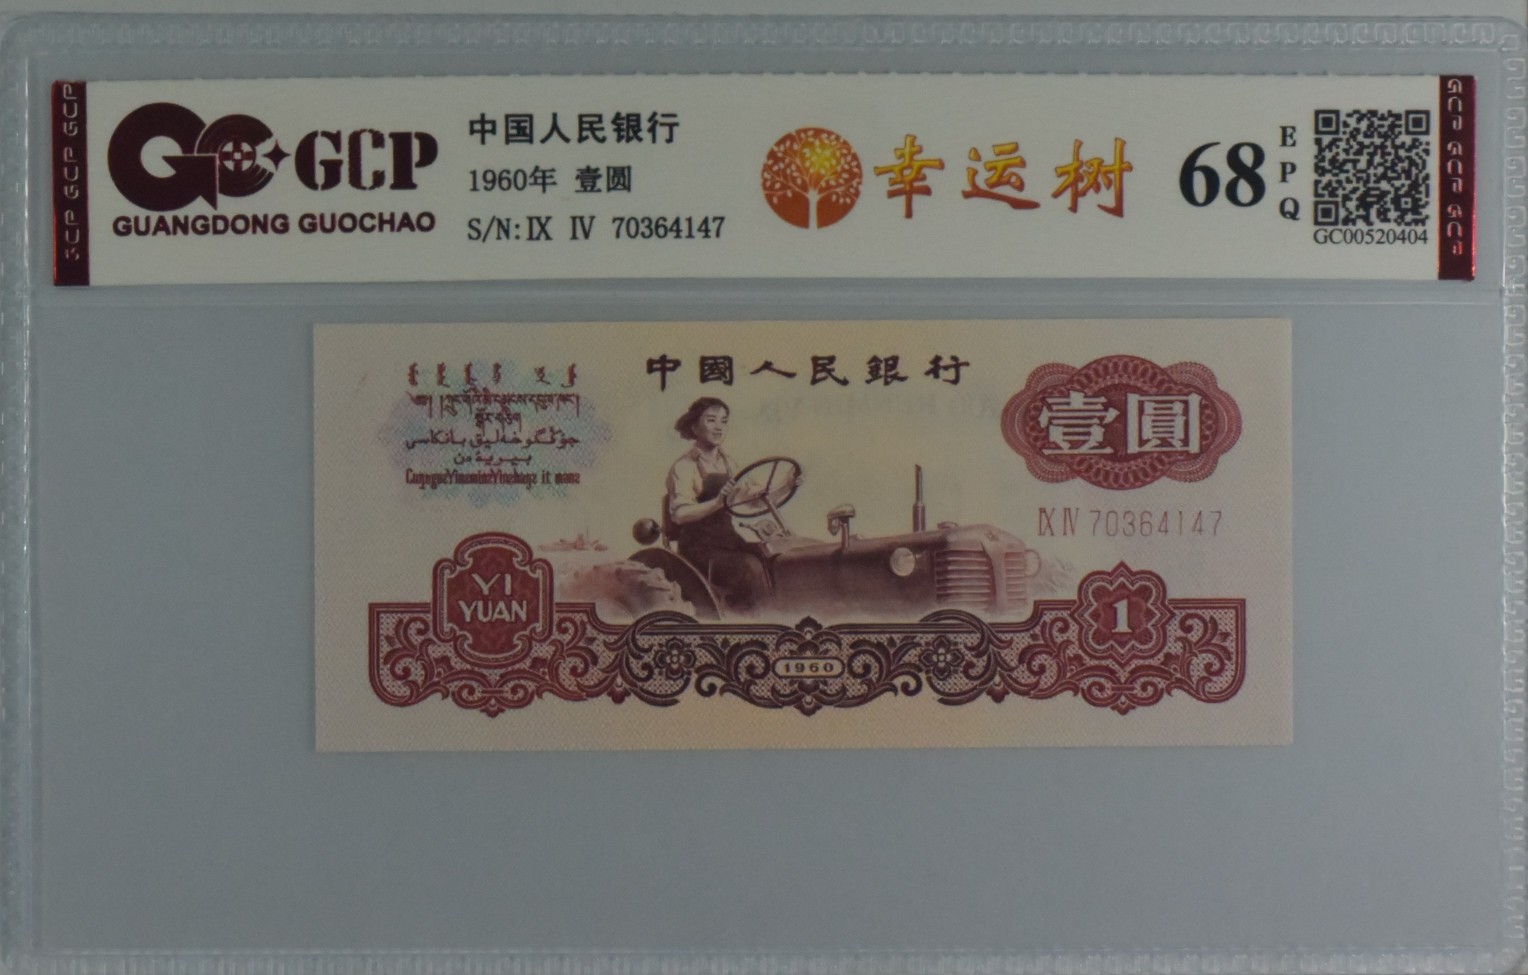 GCP
GUANGDONG GUOCHAO
中国人民银行
1960年 壹圆
S/N: IX IV 70364147
幸运树
68
EPQ
GC00520404
中國人民銀行
壹圓
IX IV 70364147
YI
YUAN
1
1960